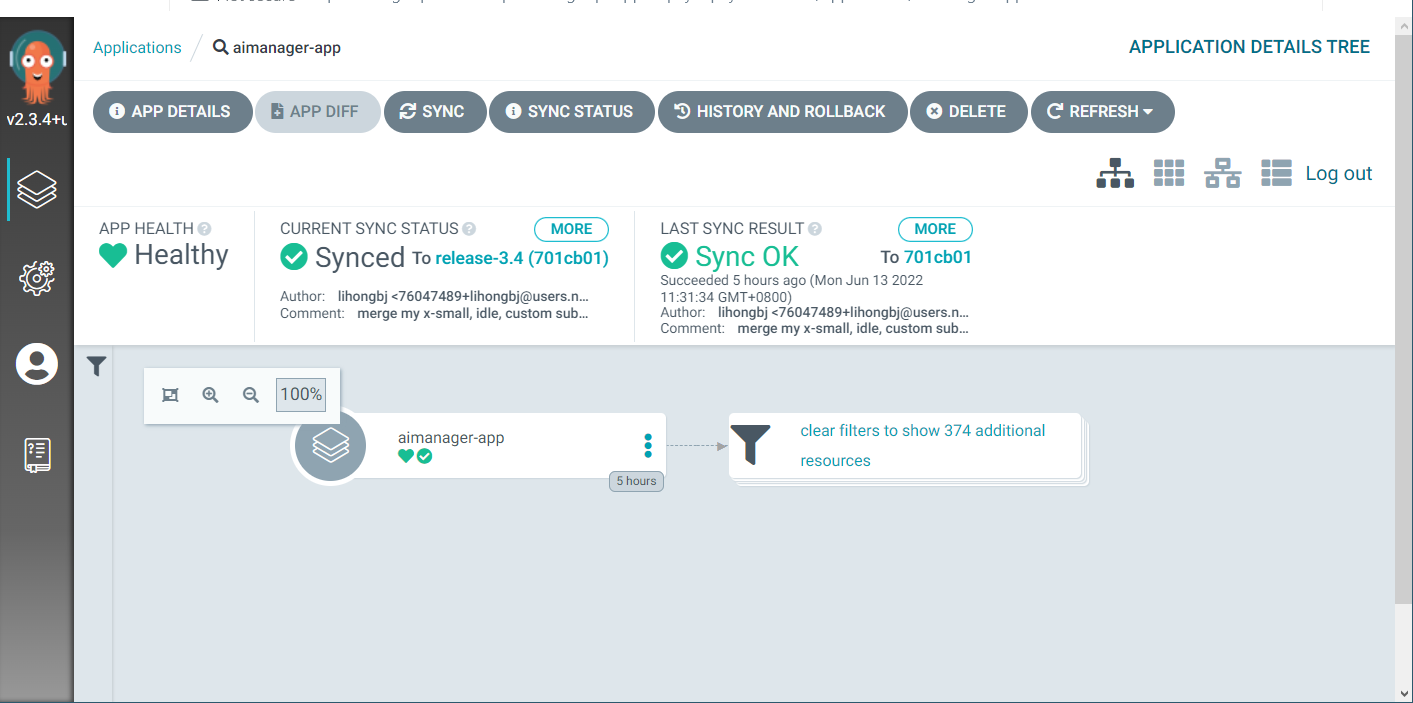 Applications / aimanager-app
APPLICATION DETAILS TREE
v2.3.4+u
APP DETAILS
APP DIFF
SYNC
SYNC STATUS
HISTORY AND ROLLBACK
DELETE
REFRESH
Log out
APP HEALTH
Healthy
CURRENT SYNC STATUS
MORE
Synced To release-3.4 (701cb01)
Author: lihongbj <76047489+lihongbj@users.n...
Comment: merge my x-small, idle, custom sub...
LAST SYNC RESULT
MORE
Sync OK To 701cb01
Succeeded 5 hours ago (Mon Jun 13 2022
11:31:34 GMT+0800)
Author: lihongbj <76047489+lihongbj@users.n...
Comment: merge my x-small, idle, custom sub...
100%
aimanager-app
5 hours
clear filters to show 374 additional
resources